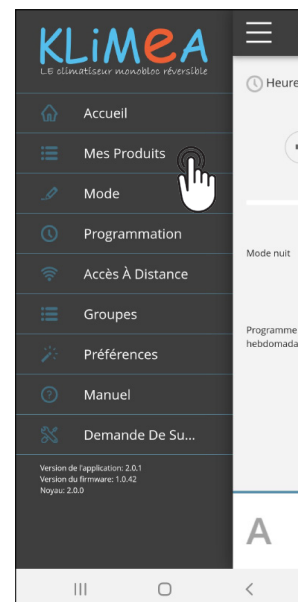 KLiMEA
L.E climatiseur monobloc réversible
Accueil
Mes Produits
Mode
Programmation
Accès À Distance
Groupes
Préférences
Manuel
Demande De Su...
Version de l'application: 2.0.1
Version du firmware: 1.0.42
Noyau: 2.0.0
Heure
Mode nuit
Programme
hebdomada
A